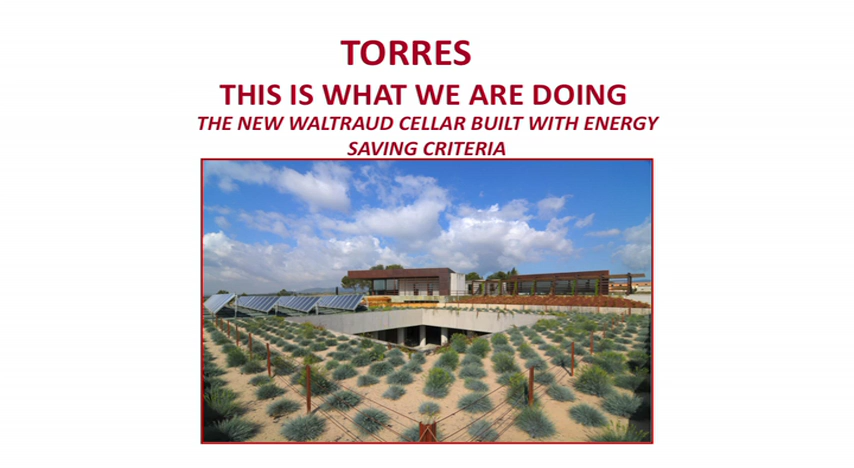 TORRES
THIS IS WHAT WE ARE DOING
THE NEW WALTRAUD CELLAR BUILT WITH ENERGY
SAVING CRITERIA